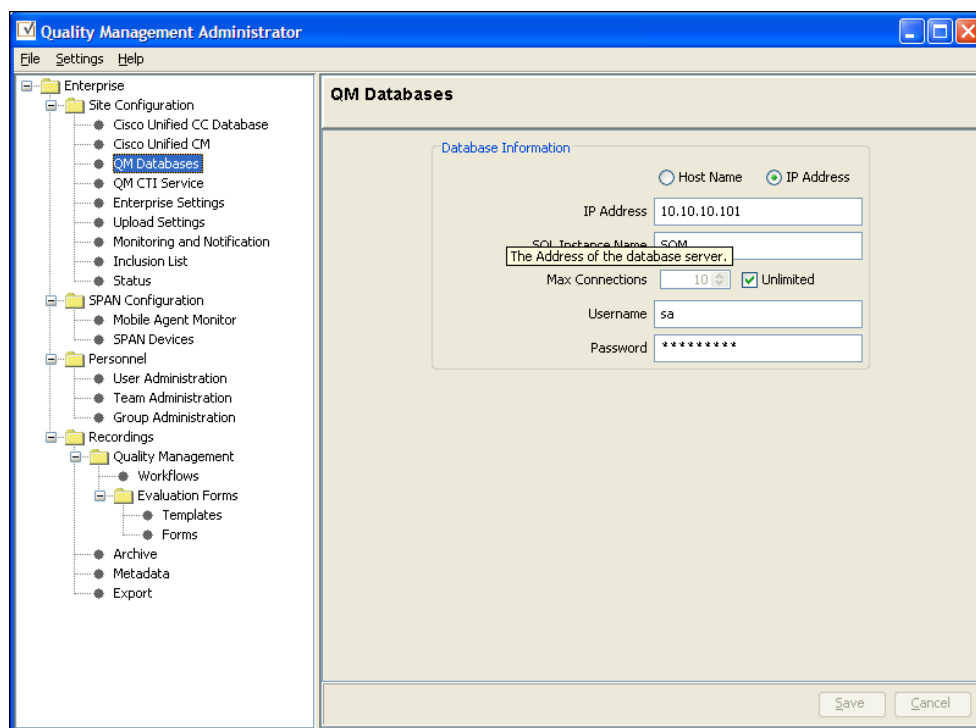 Quality Management Administrator
File Settings Help
Enterprise
Site Configuration
Cisco Unified CC Database
Cisco Unified CM
QM Databases
QM CTI Service
Enterprise Settings
Upload Settings
Monitoring and Notification
Inclusion List
Status
SPAN Configuration
Mobile Agent Monitor
SPAN Devices
Personnel
User Administration
Team Administration
Group Administration
Recordings
Quality Management
Workflows
Evaluation Forms
Templates
Forms
Archive
Metadata
Export
QM Databases
Database Information
Host Name IP Address
IP Address 10.10.10.101
SQL Instance Name SQM
The Address of the database server.
Max Connections 10 Unlimited
Username sa
Password *********
Save Cancel